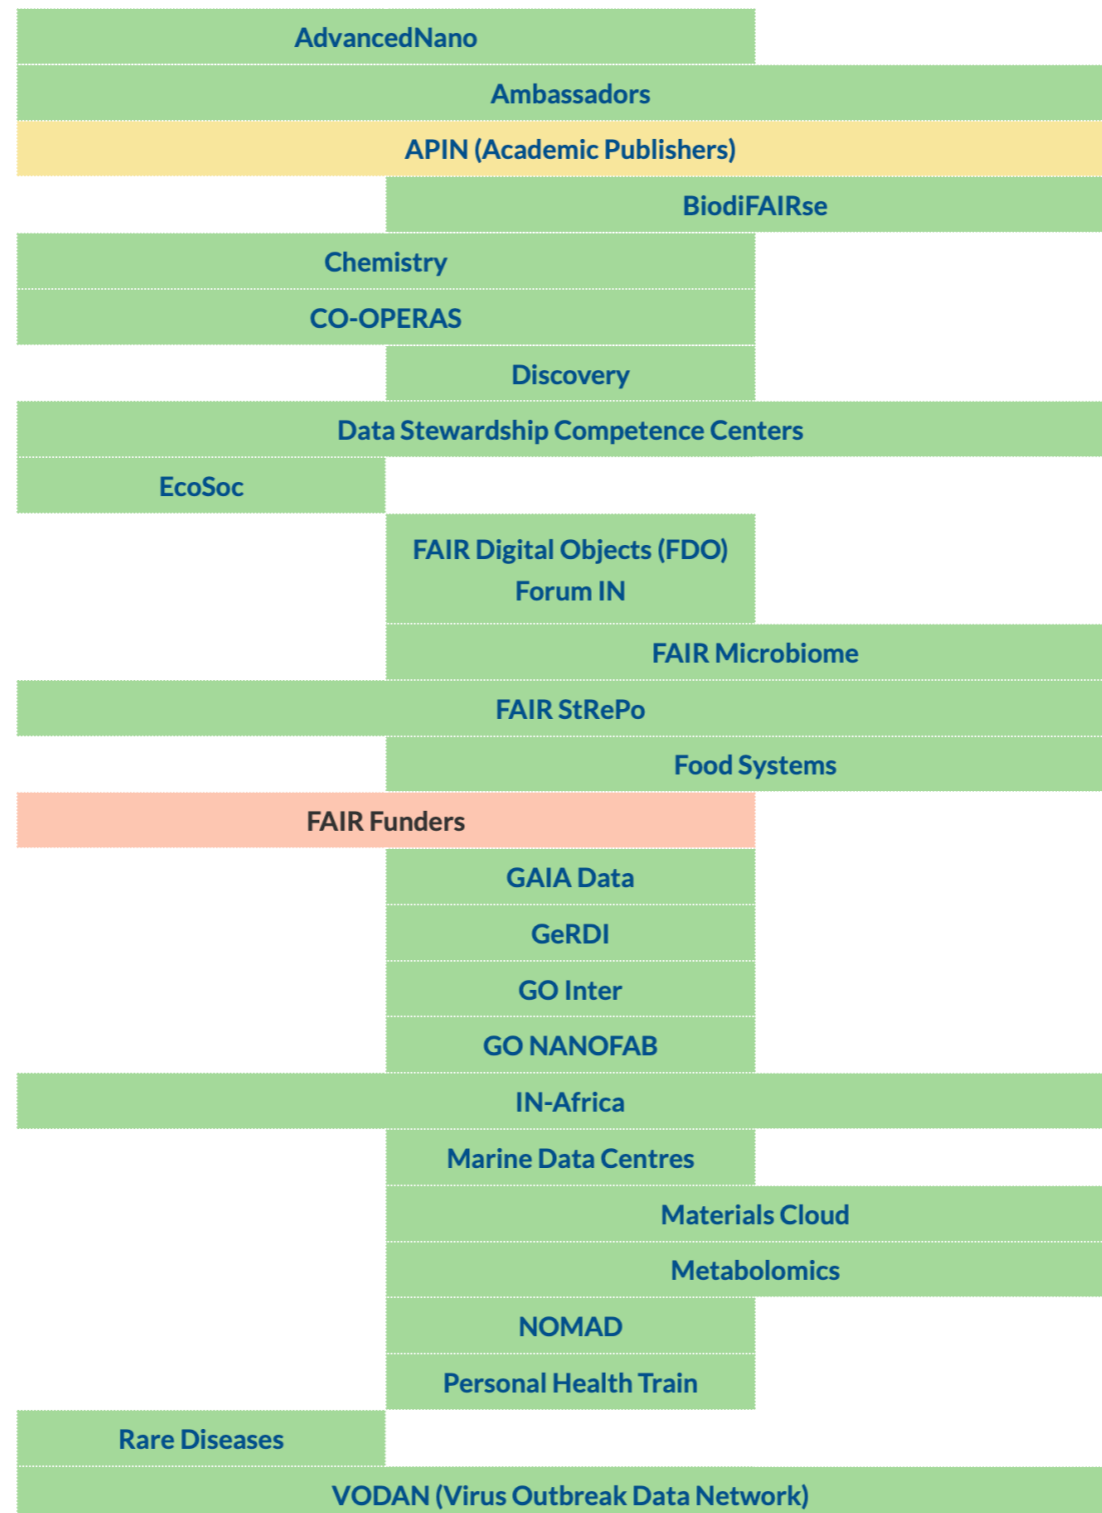 AdvancedNano
Ambassadors
APIN (Academic Publishers)
BiodiFAIRse
Chemistry
CO-OPERAS
Discovery
Data Stewardship Competence Centers
EcoSoc
FAIR Digital Objects (FDO)
Forum IN
FAIR Microbiome
FAIR StRePo
Food Systems
FAIR Funders
GAIA Data
GeRDI
GO Inter
GO NANOFAB
IN-Africa
Marine Data Centres
Materials Cloud
Metabolomics
NOMAD
Personal Health Train
Rare Diseases
VODAN (Virus Outbreak Data Network)